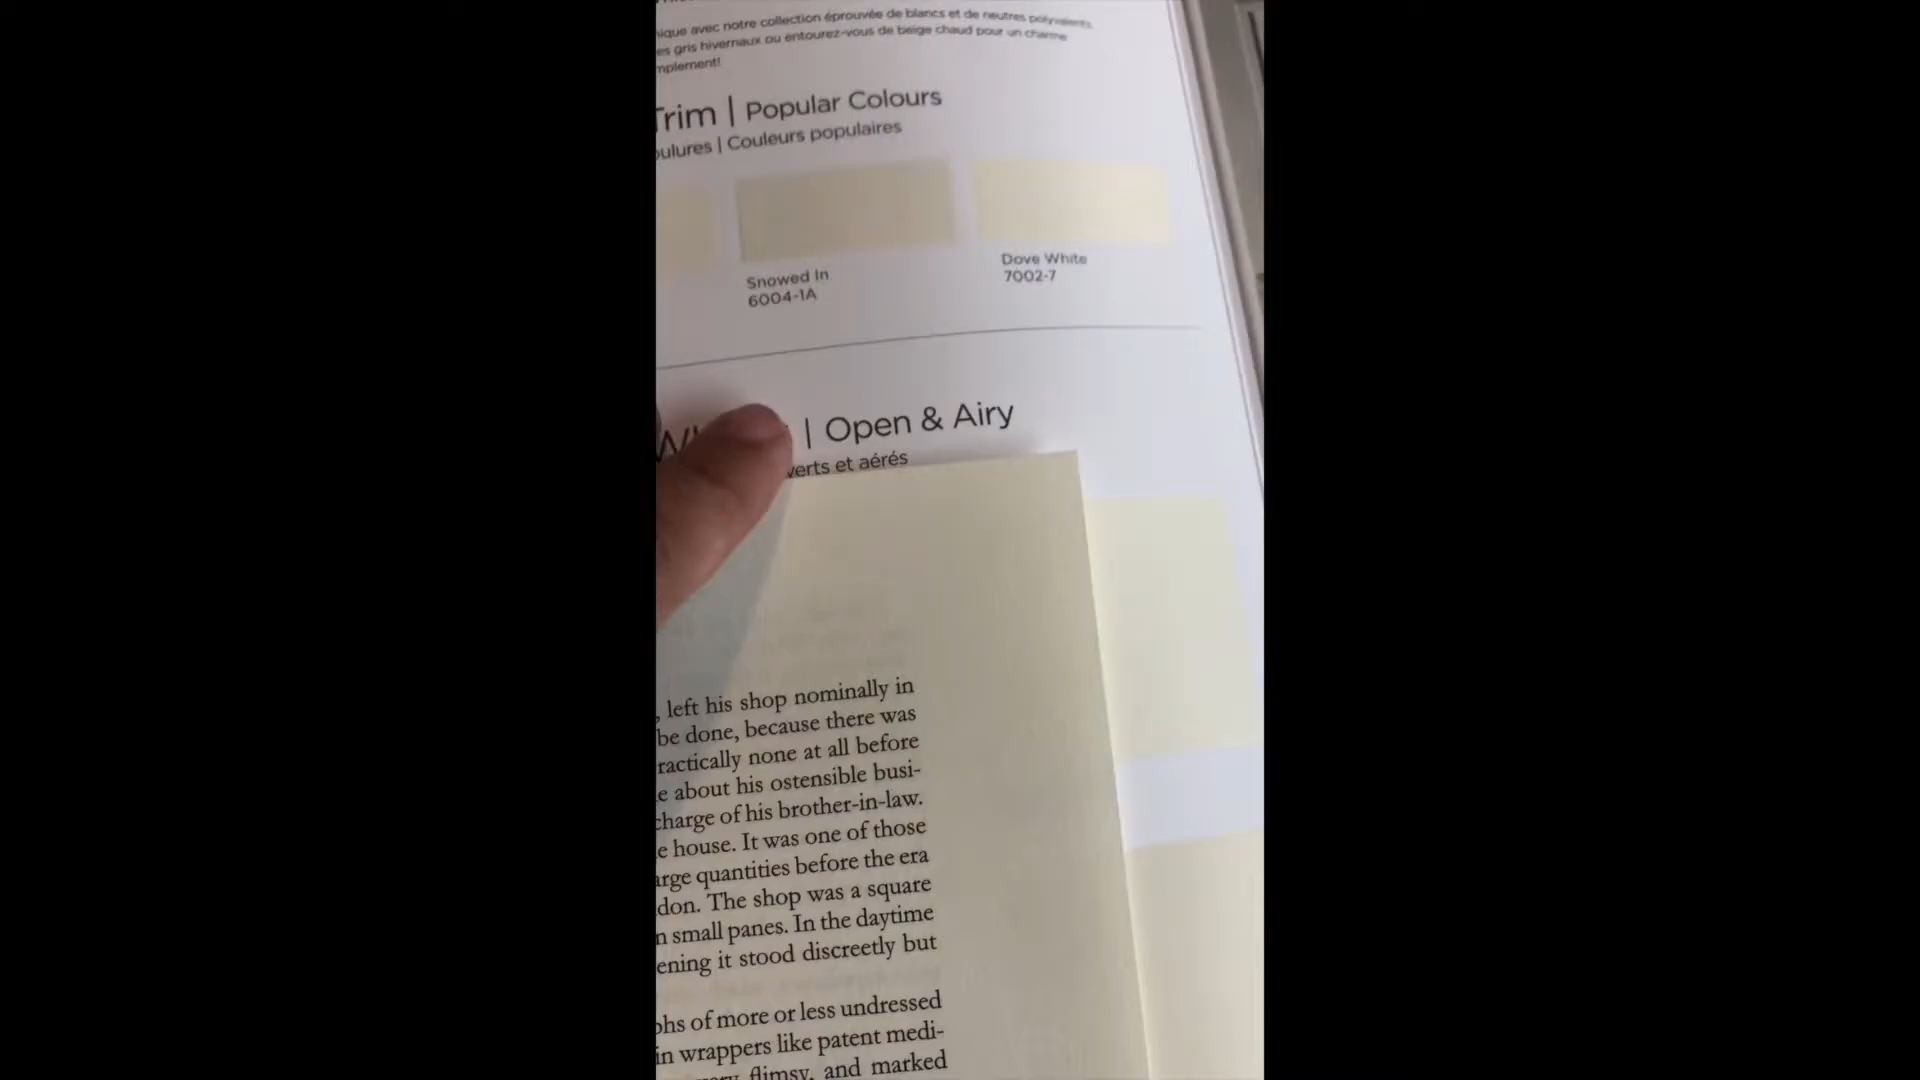 nique avec notre collection éprouvée de blancs et de neutres polyvalents,
es gris hivernaux ou entourez-vous de beige chaud pour un charme
mplement!
Trim | Popular Colours
oulures | Couleurs populaires
Snowed In
6004-1A
Dove White
7002-7
| Open & Airy
verts et aérés
, left his shop nominally in
be done, because there was
ractically none at all before
e about his ostensible busi-
charge of his brother-in-law.
e house. It was one of those
arge quantities before the era
don. The shop was a square
n small panes. In the daytime
ening it stood discreetly but
phs of more or less undressed
in wrappers like patent medi-
flimsy, and marked